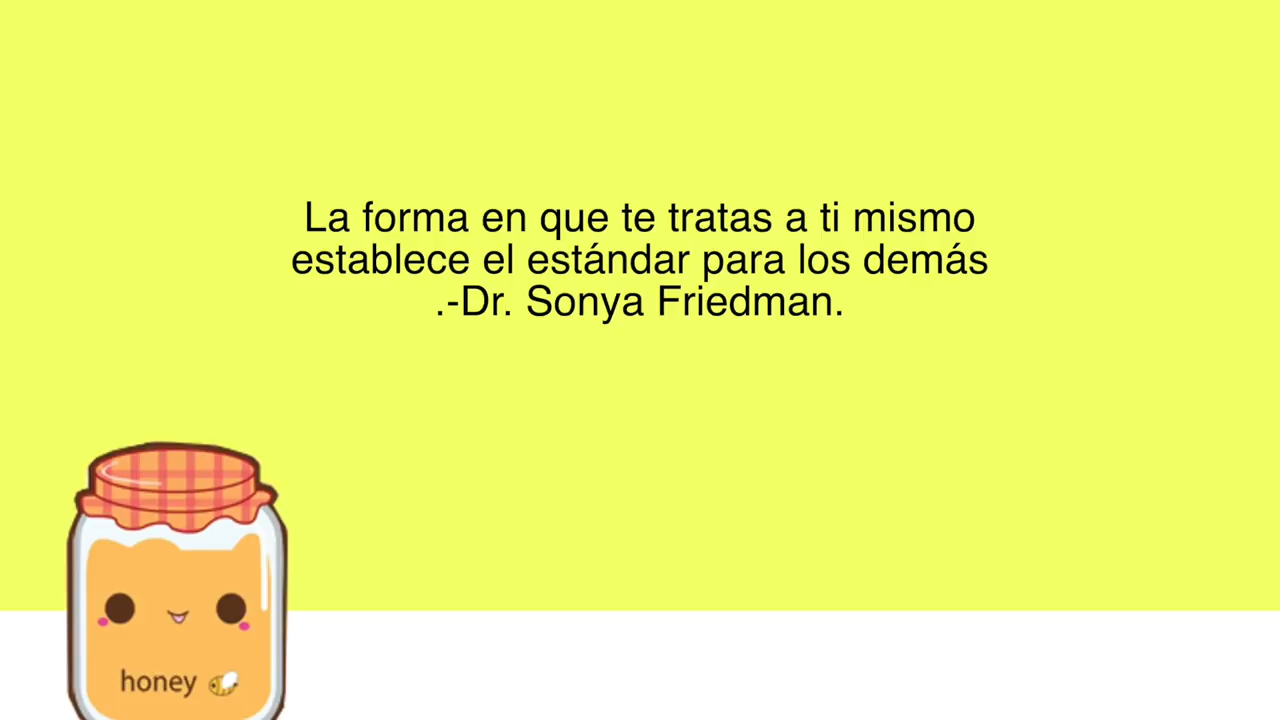 La forma en que te tratas a ti mismo
establece el estándar para los demás
.-Dr. Sonya Friedman.
honey